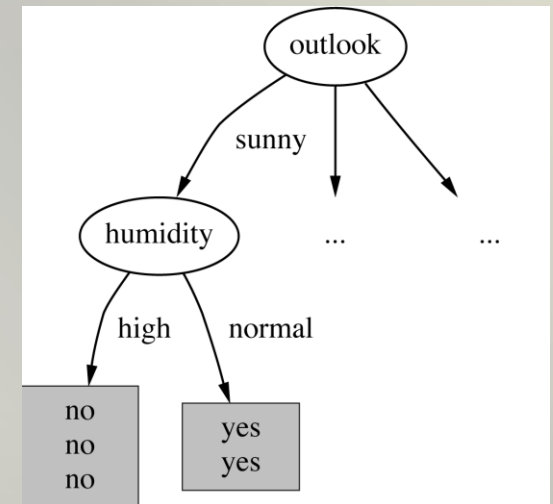 outlook
sunny
humidity
...
...
high
normal
no
no
no
yes
yes